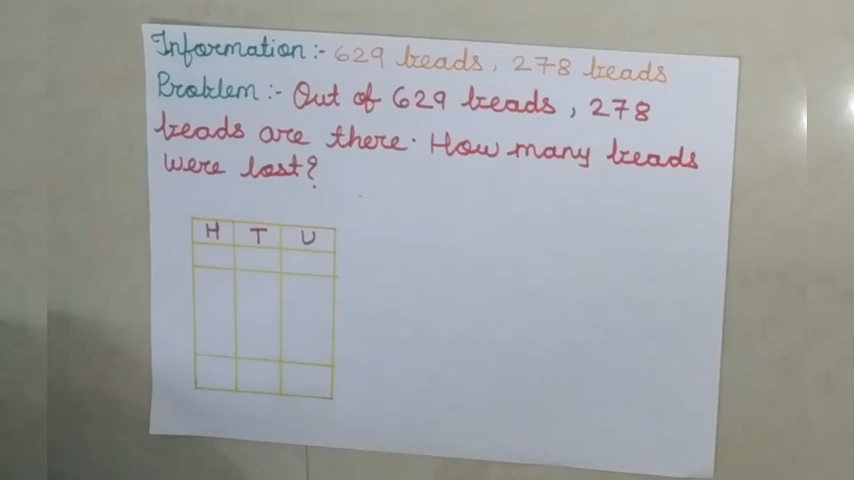 Information :- 629 beads, 278 beads
Problem :- Out of 629 beads, 278
beads are there. How many beads
were lost?
H T U